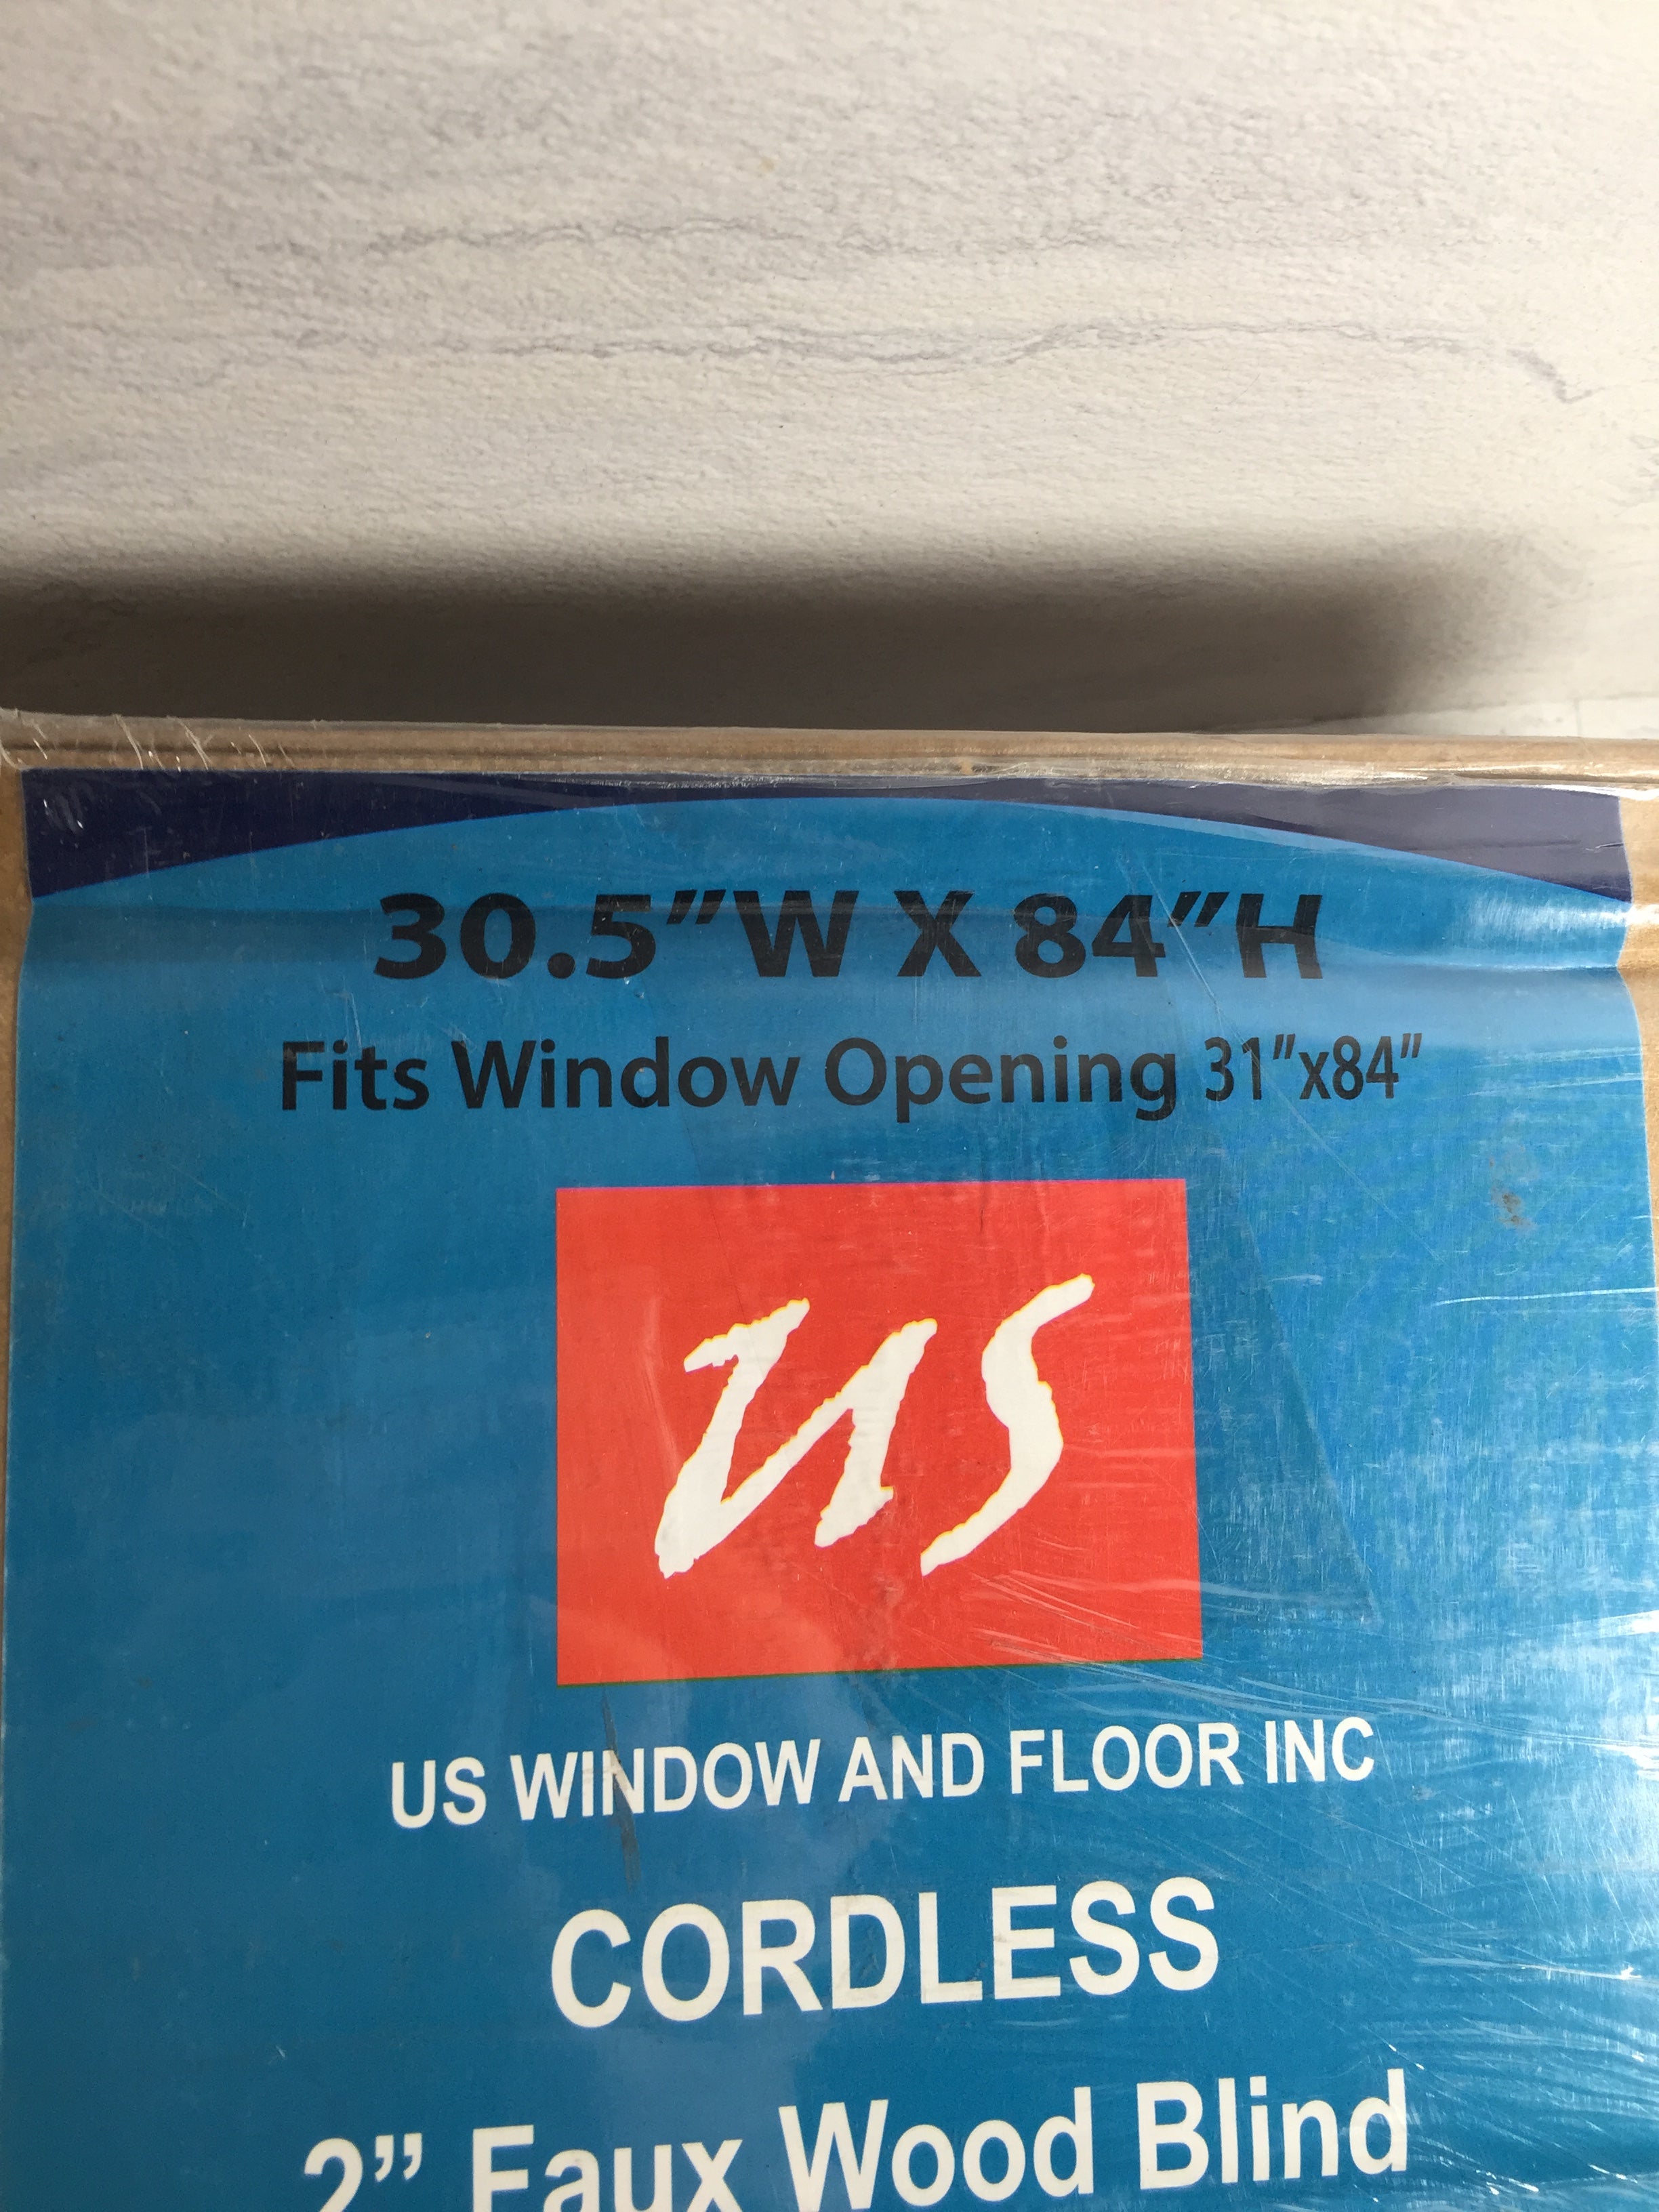 30.5"W X 84"H
Fits Window Opening 31"x84"
US
US WINDOW AND FLOOR INC
CORDLESS
2” Faux Wood Blind